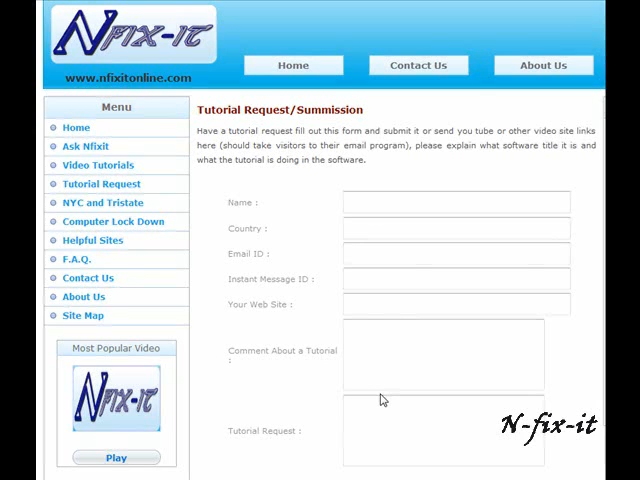 NFIX-IT
www.nfixitonline.com
Home
Contact Us
About Us
Menu
Home
Ask Nfixit
Video Tutorials
Tutorial Request
NYC and Tristate
Computer Lock Down
Helpful Sites
F.A.Q.
Contact Us
About Us
Site Map
Most Popular Video
NFIX-IT
Play
Tutorial Request/Summission
Have a tutorial request fill out this form and submit it or send you tube or other video site links
here (should take visitors to their email program), please explain what software title it is and
what the tutorial is doing in the software.
Name :
Country :
Email ID :
Instant Message ID :
Your Web Site :
Comment About a Tutorial
:
Tutorial Request :
N-fix-it